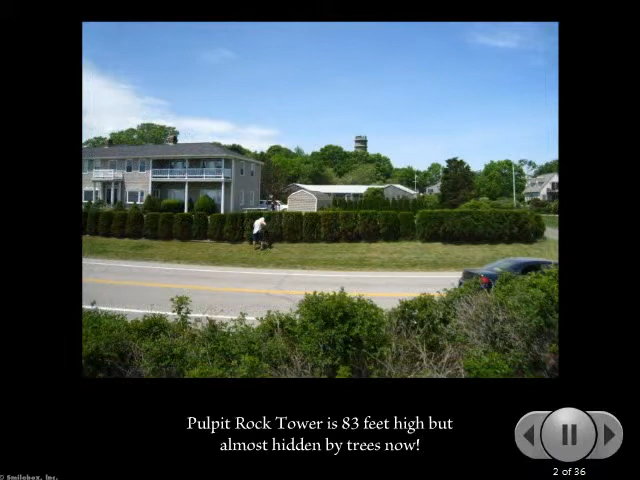 Pulpit Rock Tower is 83 feet high but
almost hidden by trees now!
2 of 36
© Smilebox, Inc.